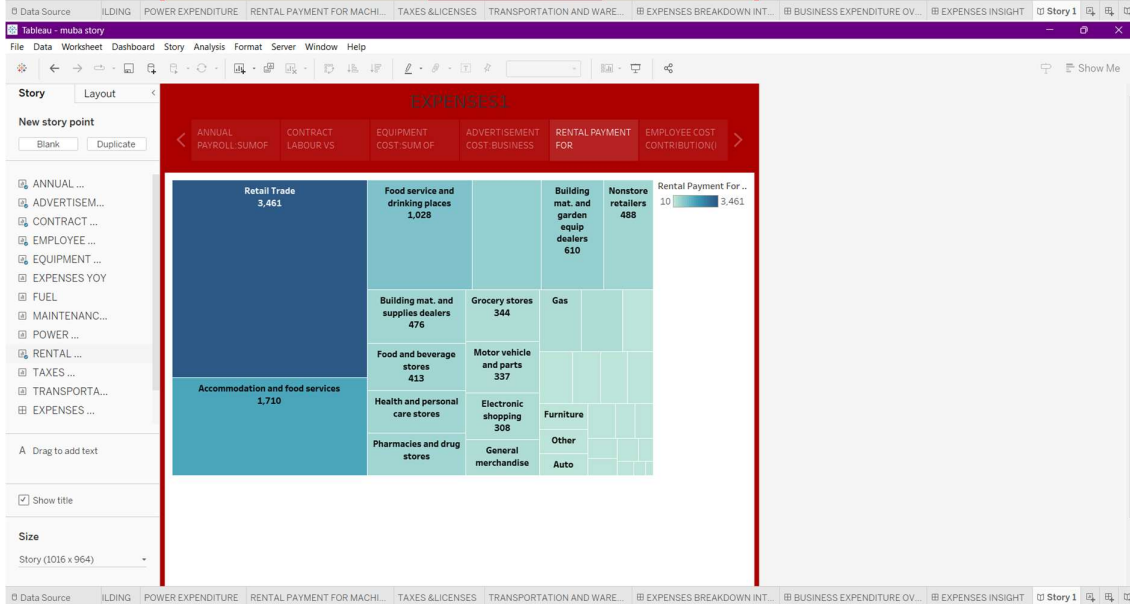 Data Source ILDING POWER EXPENDITURE RENTAL PAYMENT FOR MACHI... TAXES &LICENSES TRANSPORTATION AND WARE... EXPENSES BREAKDOWN INT... BUSINESS EXPENDITURE OV... EXPENSES INSIGHT Story 1
Tableau - muba story
File Data Worksheet Dashboard Story Analysis Format Server Window Help
Show Me
Story Layout
New story point
Blank Duplicate
ANNUAL ...
ADVERTISEM...
CONTRACT ...
EMPLOYEE ...
EQUIPMENT ...
EXPENSES YOY
FUEL
MAINTENANC...
POWER ...
RENTAL ...
TAXES ...
TRANSPORTA...
EXPENSES ...
A Drag to add text
Show title
Size
Story (1016 x 964)
EXPENSES1
ANNUAL
PAYROLL:SUMOF
CONTRACT
LABOUR VS
EQUIPMENT
COST:SUM OF
ADVERTISEMENT
COST:BUSINESS
RENTAL PAYMENT
FOR
EMPLOYEE COST
CONTRIBUTION(I
Retail Trade
3,461
Accommodation and food services
1,710
Food service and
drinking places
1,028
Building
mat. and
garden
equip
dealers
610
Nonstore
retailers
488
Building mat. and
supplies dealers
476
Food and beverage
stores
413
Health and personal
care stores
Pharmacies and drug
stores
Grocery stores
344
Motor vehicle
and parts
337
Electronic
shopping
308
General
merchandise
Gas
Furniture
Other
Auto
Rental Payment For ..
10 3,461
Data Source ILDING POWER EXPENDITURE RENTAL PAYMENT FOR MACHI... TAXES &LICENSES TRANSPORTATION AND WARE... EXPENSES BREAKDOWN INT... BUSINESS EXPENDITURE OV... EXPENSES INSIGHT Story 1